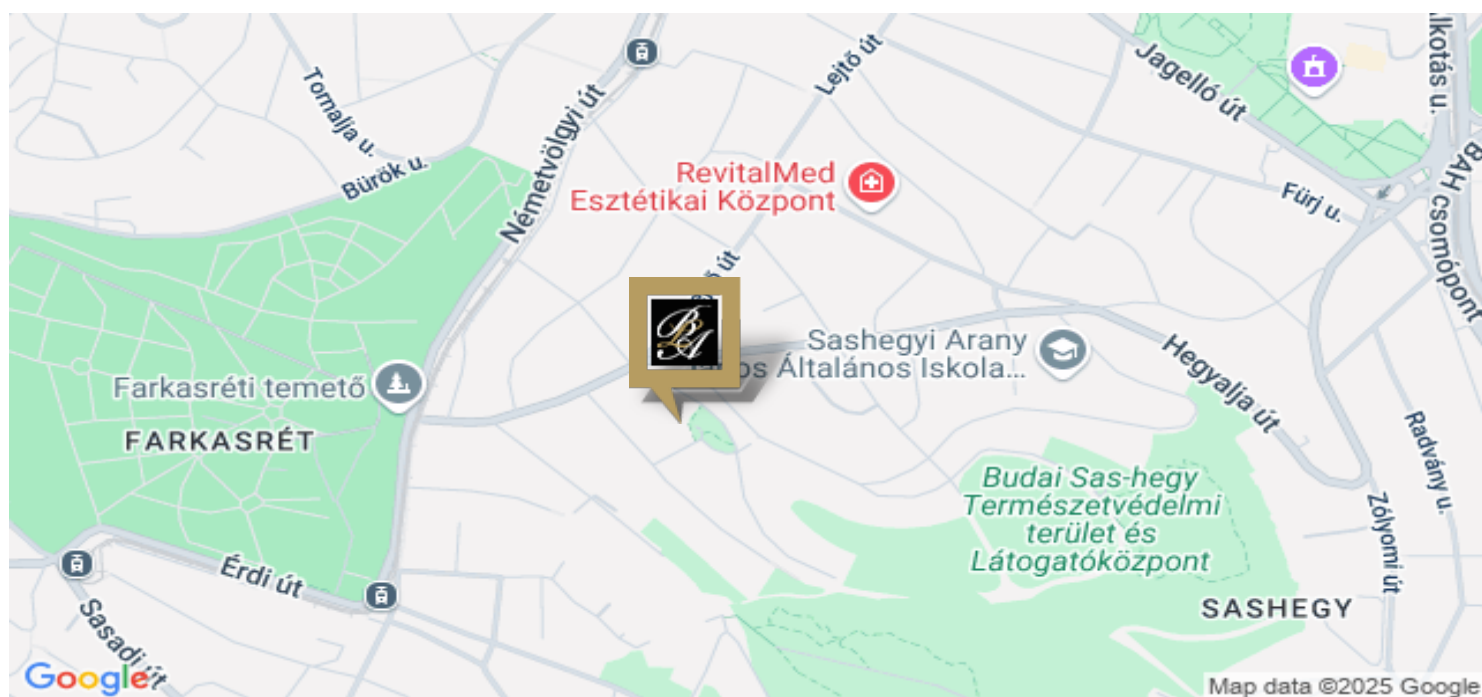 Alkotás u.
Lejtő út
Jagelló út
Tornalja u.
Bürök u.
Németvölgyi út
RevitalMed
Esztétikai Központ
Fürj u.
BAH csomópont
út
Sashegyi Arany
Általános Iskola...
Hegyalja út
Farkasréti temető
FARKASRÉT
Radvány u.
Budai Sas-hegy
Természetvédelmi
terület és
Látogatóközpont
Zólyomi út
Érdi út
Sasadi út
SASHEGY
Google
Map data ©2025 Google